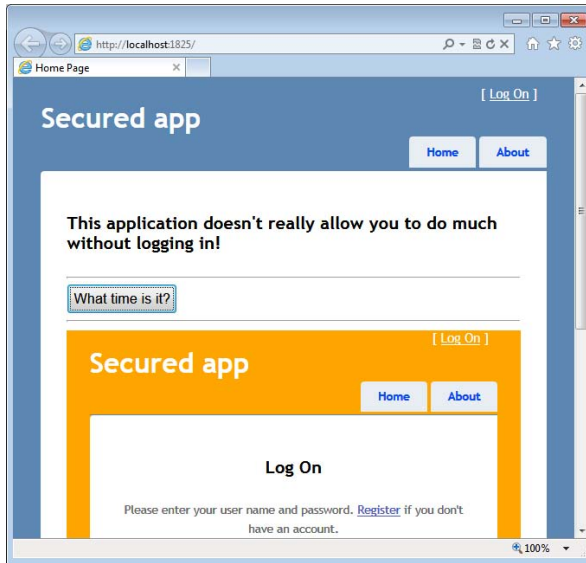 http://localhost:1825/
Home Page
[ Log On ]
Secured app
Home About
This application doesn't really allow you to do much
without logging in!
What time is it?
[ Log On ]
Secured app
Home About
Log On
Please enter your user name and password. Register if you don't
have an account.
100%